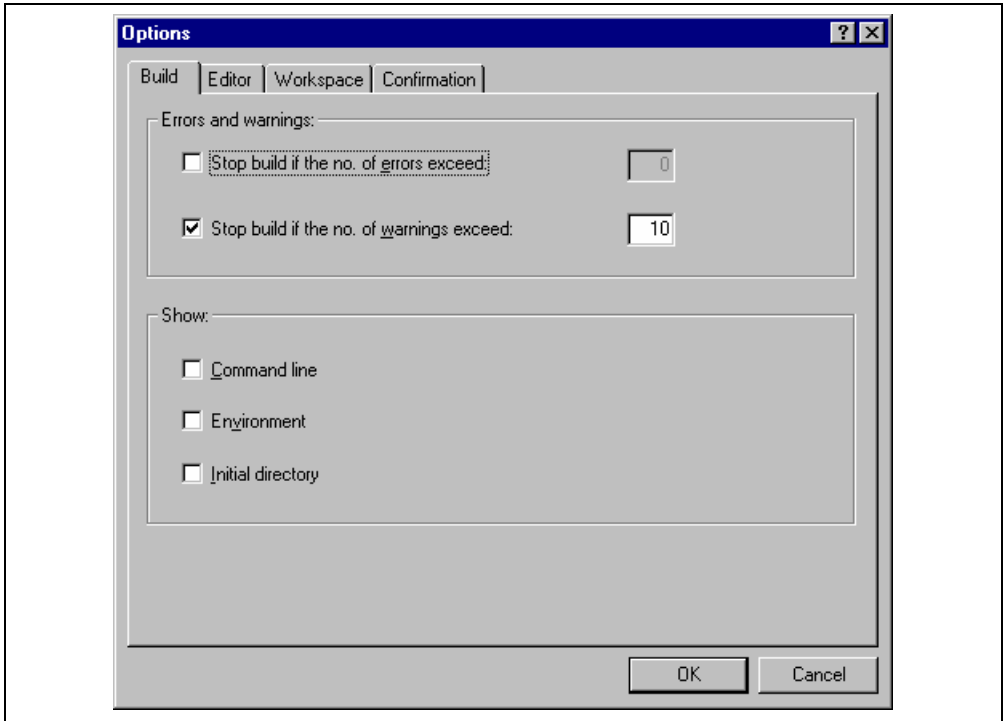 Options
Build Editor Workspace Confirmation
Errors and warnings:
Stop build if the no. of errors exceed: 0
Stop build if the no. of warnings exceed: 10
Show:
Command line
Environment
Initial directory
OK Cancel